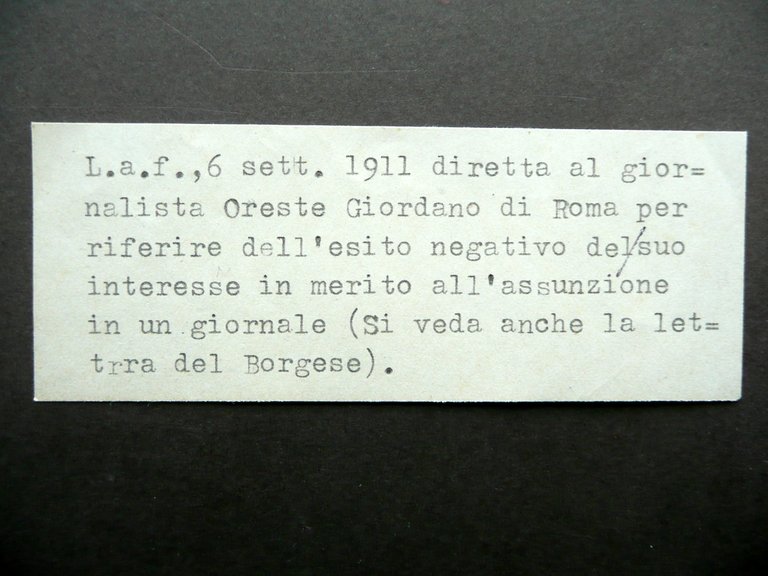 L.a.f.,6 sett. 1911 diretta al gior=
nalista Oreste Giordano di Roma per
riferire dell'esito negativo del/suo
interesse in merito all'assunzione
in un giornale (Si veda anche la let=
trra del Borgese).